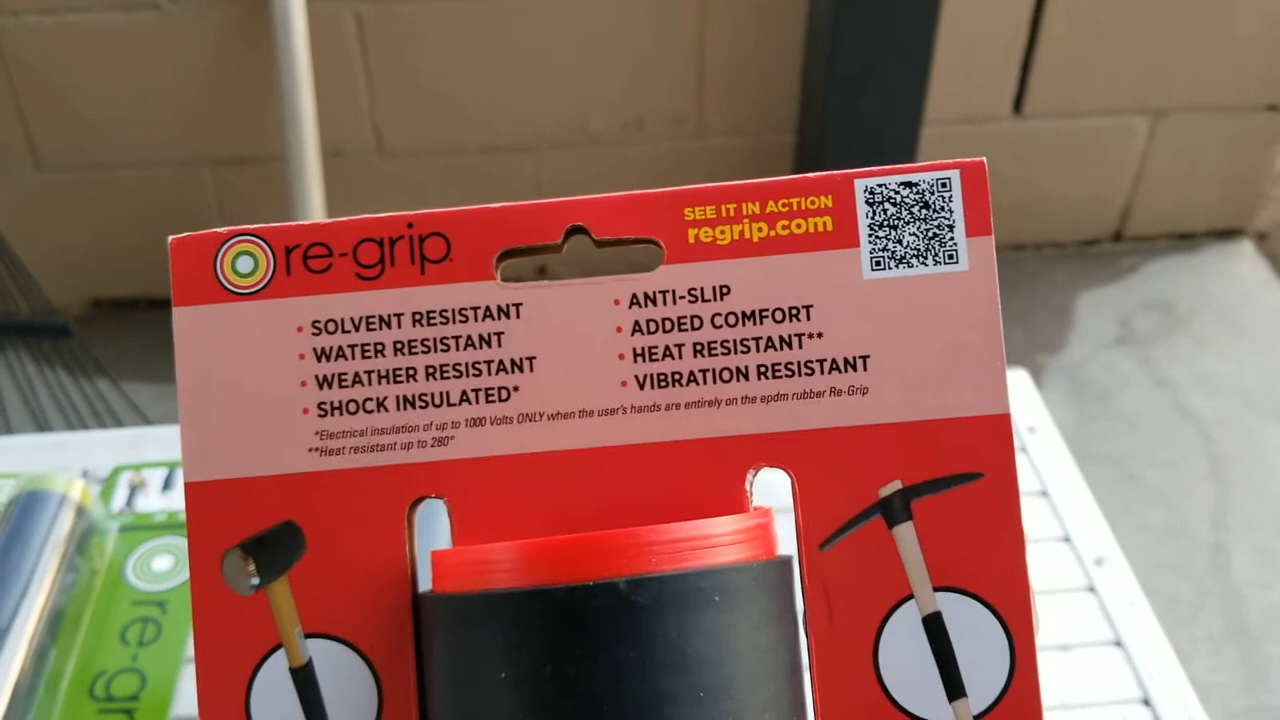 re-grip
SEE IT IN ACTION
regrip.com
• SOLVENT RESISTANT
• WATER RESISTANT
• WEATHER RESISTANT
• SHOCK INSULATED*
• ANTI-SLIP
• ADDED COMFORT
• HEAT RESISTANT**
• VIBRATION RESISTANT
*Electrical insulation of up to 1000 Volts ONLY when the user's hands are entirely on the epdm rubber Re-Grip
**Heat resistant up to 280°
re-gr